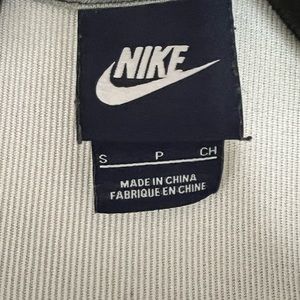 NIKE
S P CH
MADE IN CHINA
FABRIQUE EN CHINE